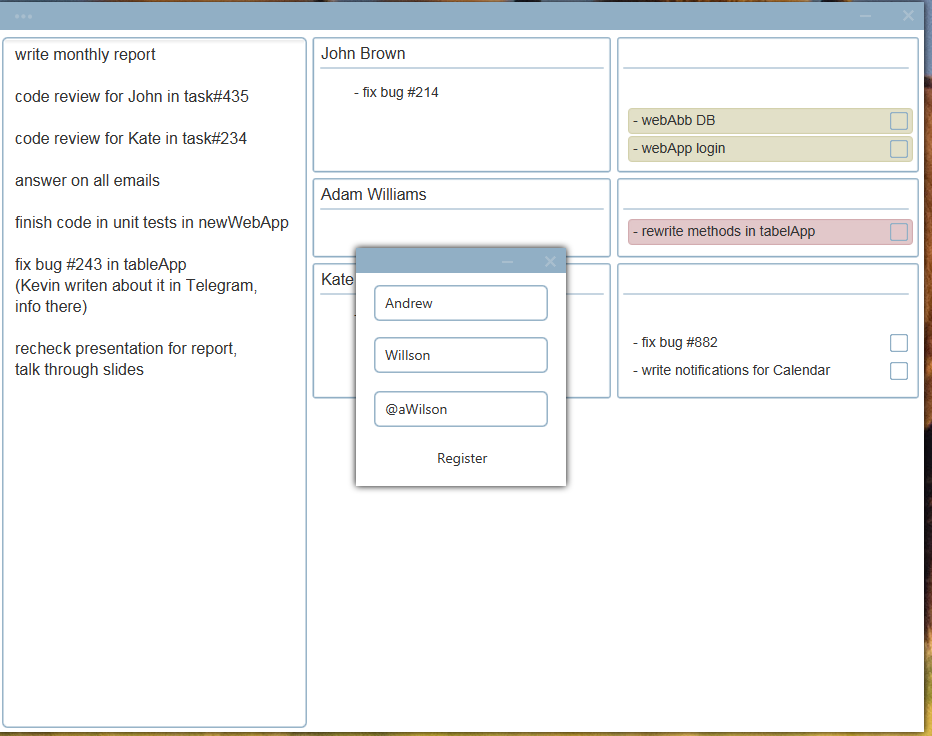 write monthly report
code review for John in task#435
code review for Kate in task#234
answer on all emails
finish code in unit tests in newWebApp
fix bug #243 in tableApp
(Kevin writen about it in Telegram,
info there)
recheck presentation for report,
talk through slides
John Brown
- fix bug #214
- webAbb DB
- webApp login
Adam Williams
- rewrite methods in tabelApp
Kate
- fix bug #882
- write notifications for Calendar
Andrew
Willson
@aWilson
Register